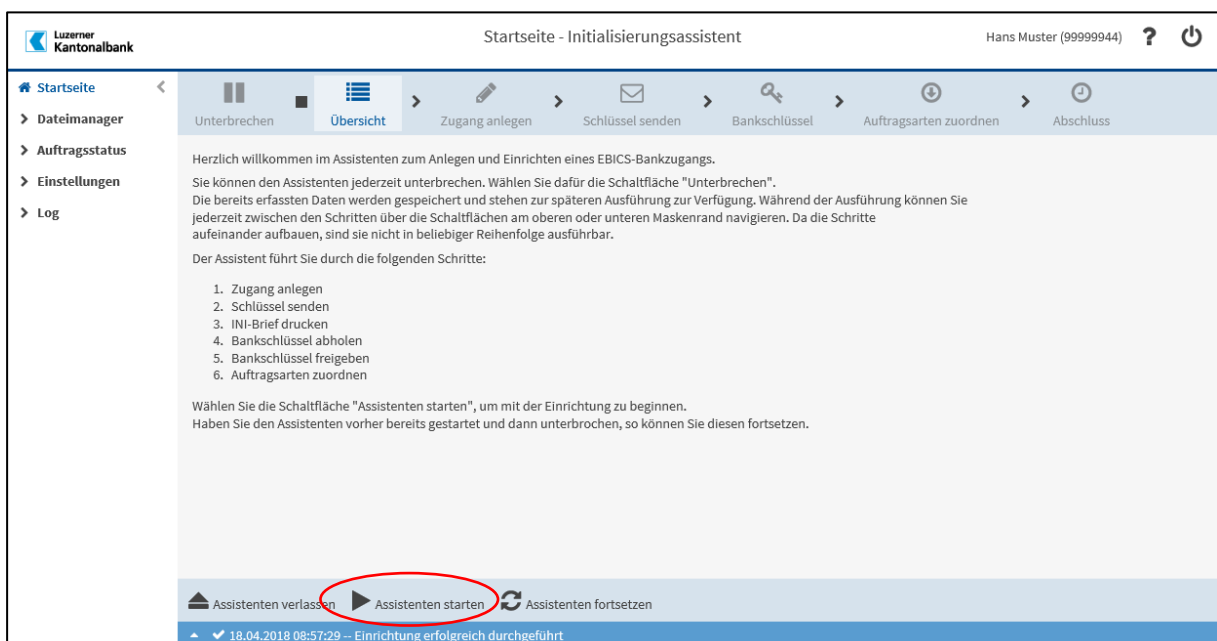 Luzerner
Kantonalbank
Startseite - Initialisierungsassistent
Hans Muster (99999944) ?
Startseite
Dateimanager
Auftragsstatus
Einstellungen
Log
Unterbrechen
Übersicht
Zugang anlegen
Schlüssel senden
Bankschlüssel
Auftragsarten zuordnen
Abschluss
Herzlich willkommen im Assistenten zum Anlegen und Einrichten eines EBICS-Bankzugangs.
Sie können den Assistenten jederzeit unterbrechen. Wählen Sie dafür die Schaltfläche "Unterbrechen".
Die bereits erfassten Daten werden gespeichert und stehen zur späteren Ausführung zur Verfügung. Während der Ausführung können Sie
jederzeit zwischen den Schritten über die Schaltflächen am oberen oder unteren Maskenrand navigieren. Da die Schritte
aufeinander aufbauen, sind sie nicht in beliebiger Reihenfolge ausführbar.
Der Assistent führt Sie durch die folgenden Schritte:
1. Zugang anlegen
2. Schlüssel senden
3. INI-Brief drucken
4. Bankschlüssel abholen
5. Bankschlüssel freigeben
6. Auftragsarten zuordnen
Wählen Sie die Schaltfläche "Assistenten starten", um mit der Einrichtung zu beginnen.
Haben Sie den Assistenten vorher bereits gestartet und dann unterbrochen, so können Sie diesen fortsetzen.
Assistenten verlassen
Assistenten starten
Assistenten fortsetzen
18.04.2018 08:57:29 -- Einrichtung erfolgreich durchgeführt